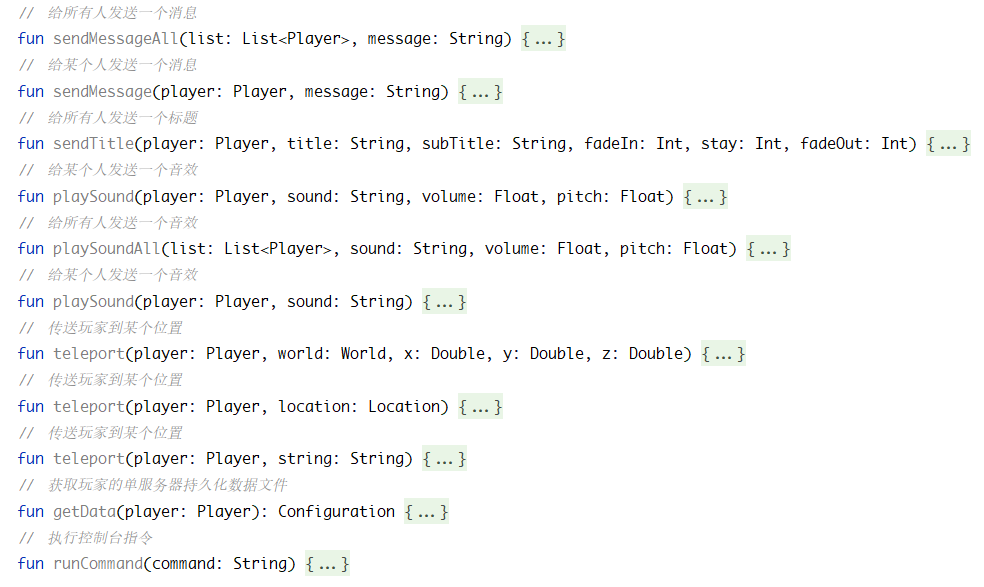 // 给所有人发送一个消息
fun sendMessageAll(list: List<Player>, message: String) {...}
// 给某个人发送一个消息
fun sendMessage(player: Player, message: String) {...}
// 给所有人发送一个标题
fun sendTitle(player: Player, title: String, subTitle: String, fadeIn: Int, stay: Int, fadeOut: Int) {...}
// 给某个人发送一个音效
fun playSound(player: Player, sound: String, volume: Float, pitch: Float) {...}
// 给所有人发送一个音效
fun playSoundAll(list: List<Player>, sound: String, volume: Float, pitch: Float) {...}
// 给某个人发送一个音效
fun playSound(player: Player, sound: String) {...}
// 传送玩家到某个位置
fun teleport(player: Player, world: World, x: Double, y: Double, z: Double) {...}
// 传送玩家到某个位置
fun teleport(player: Player, location: Location) {...}
// 传送玩家到某个位置
fun teleport(player: Player, string: String) {...}
// 获取玩家的单服务器持久化数据文件
fun getData(player: Player): Configuration {...}
// 执行控制台指令
fun runCommand(command: String) {...}